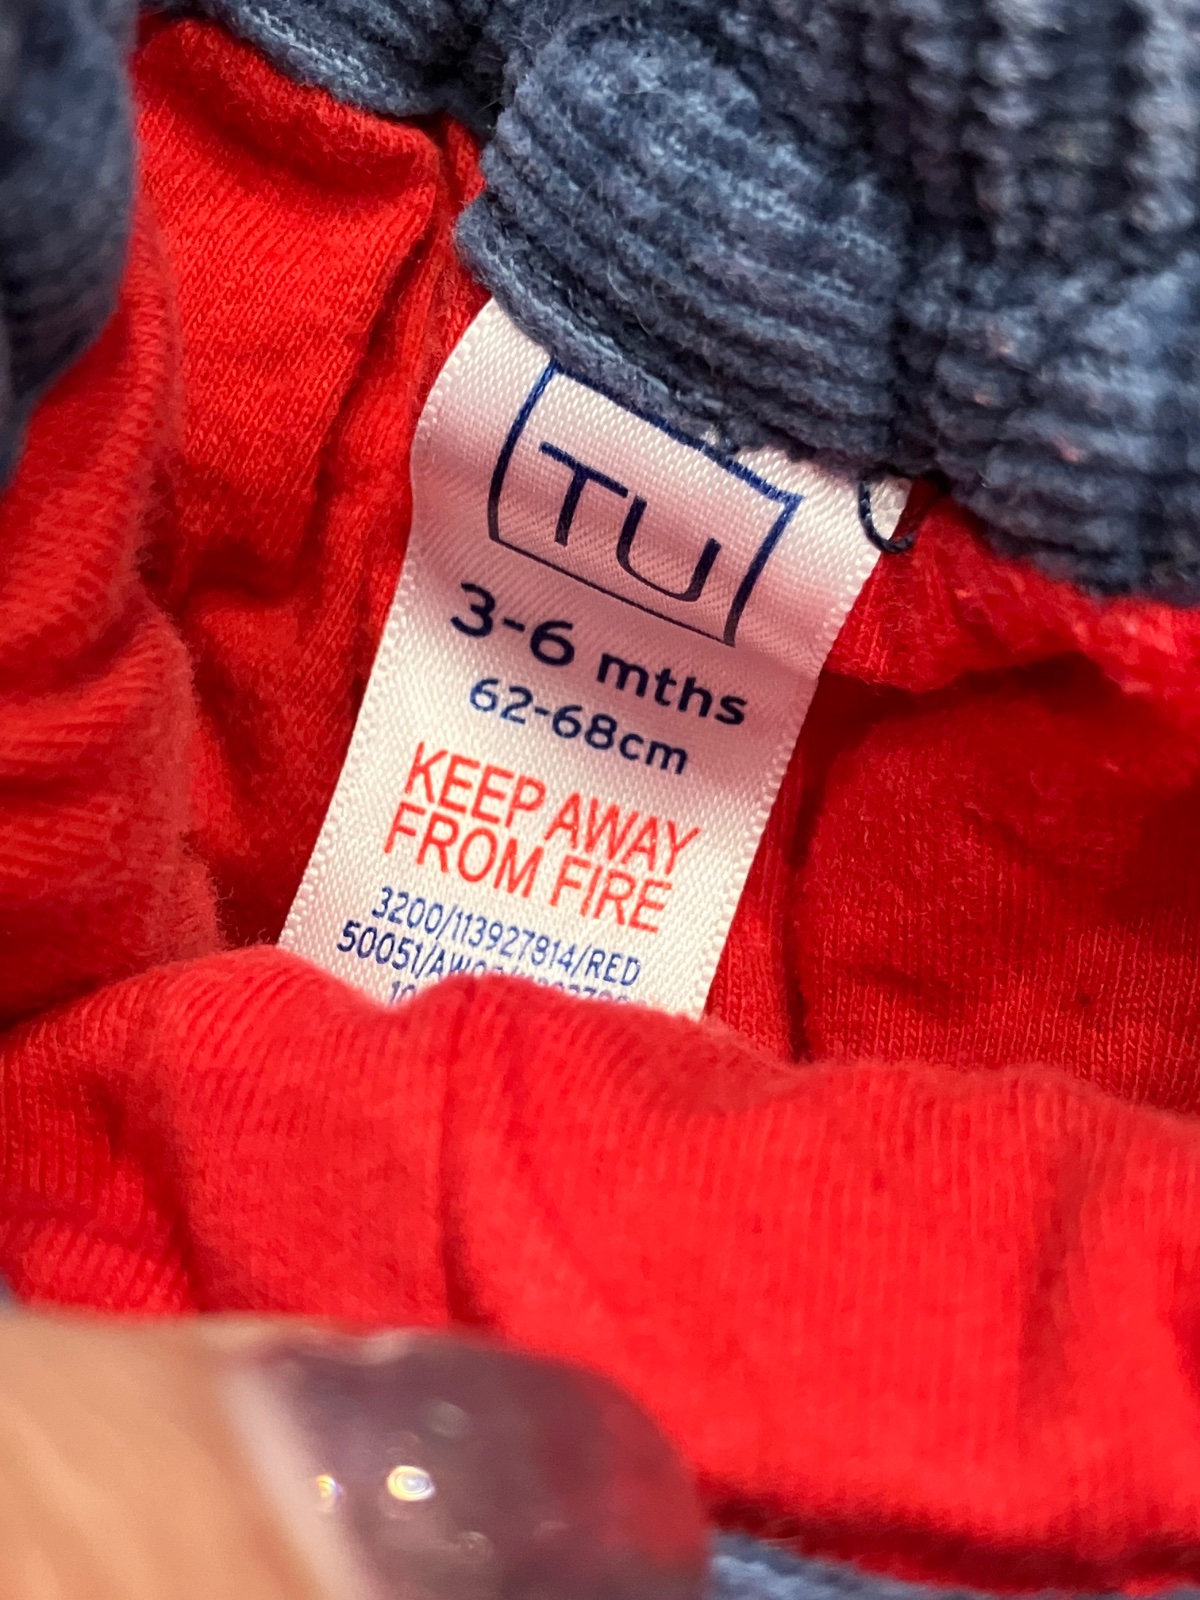 TU
3-6 mths
62-68cm
KEEP AWAY
FROM FIRE
3200/113927814/RED